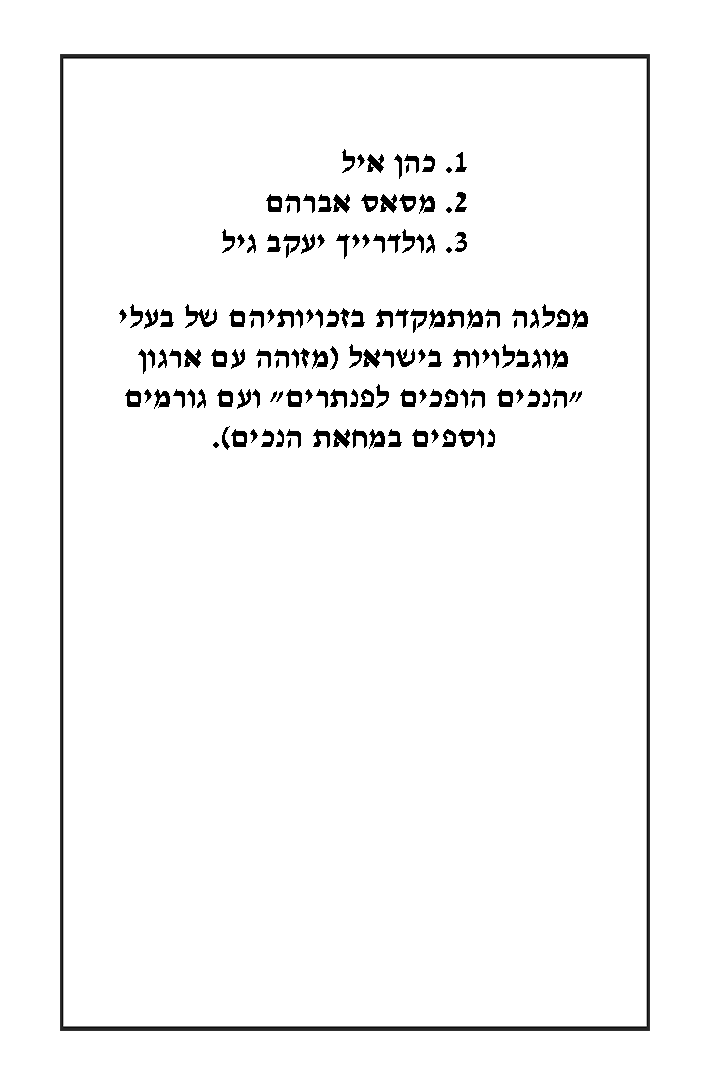 1. כהן איל
2. מסאס אברהם
3. גולדרייך יעקב גיל
מפלגה המתמקדת בזכויותיהם של בעלי
מוגבלויות בישראל (מזוהה עם ארגון
״הנכים הופכים לפנתרים״ ועם גורמים
נוספים במחאת הנכים).